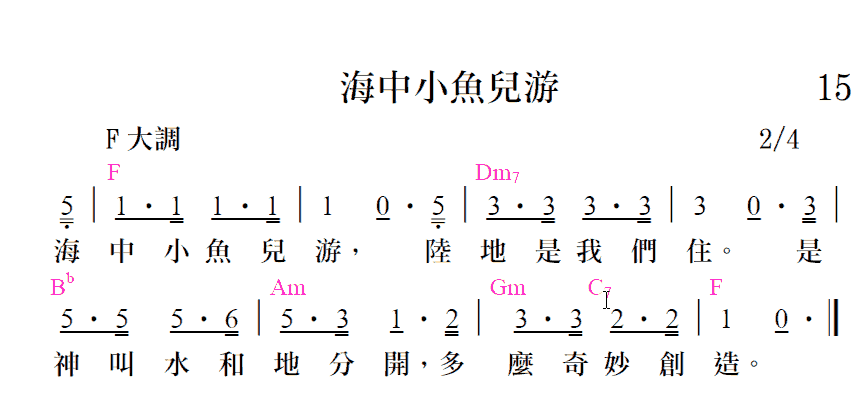 海中小魚兒游 15
F 大調 2/4
F Dm7
5 | 1 · 1 1 · 1 | 1 0 · 5 | 3 · 3 3 · 3 | 3 0 · 3 |
海中小魚兒游，陸地是我們住。是
Bb Am Gm C7 F
5 · 5 5 · 6 | 5 · 3 1 · 2 | 3 · 3 2 · 2 | 1 0 · ‖
神叫水和地分開，多麼奇妙創造。